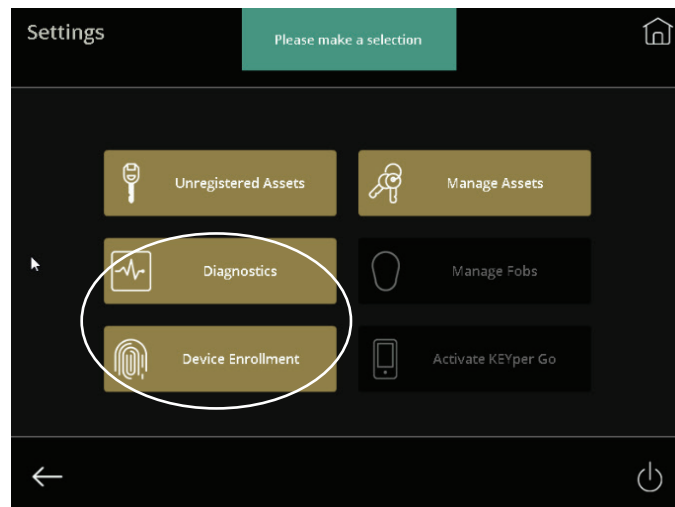 Settings
Please make a selection
Unregistered Assets
Manage Assets
Diagnostics
Manage Fobs
Device Enrollment
Activate KEYper Go